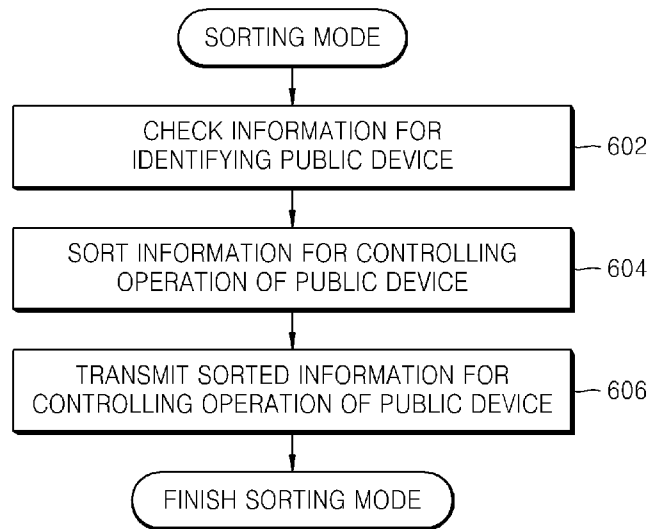 SORTING MODE
CHECK INFORMATION FOR
IDENTIFYING PUBLIC DEVICE
602
SORT INFORMATION FOR CONTROLLING
OPERATION OF PUBLIC DEVICE
604
TRANSMIT SORTED INFORMATION FOR
CONTROLLING OPERATION OF PUBLIC DEVICE
606
FINISH SORTING MODE